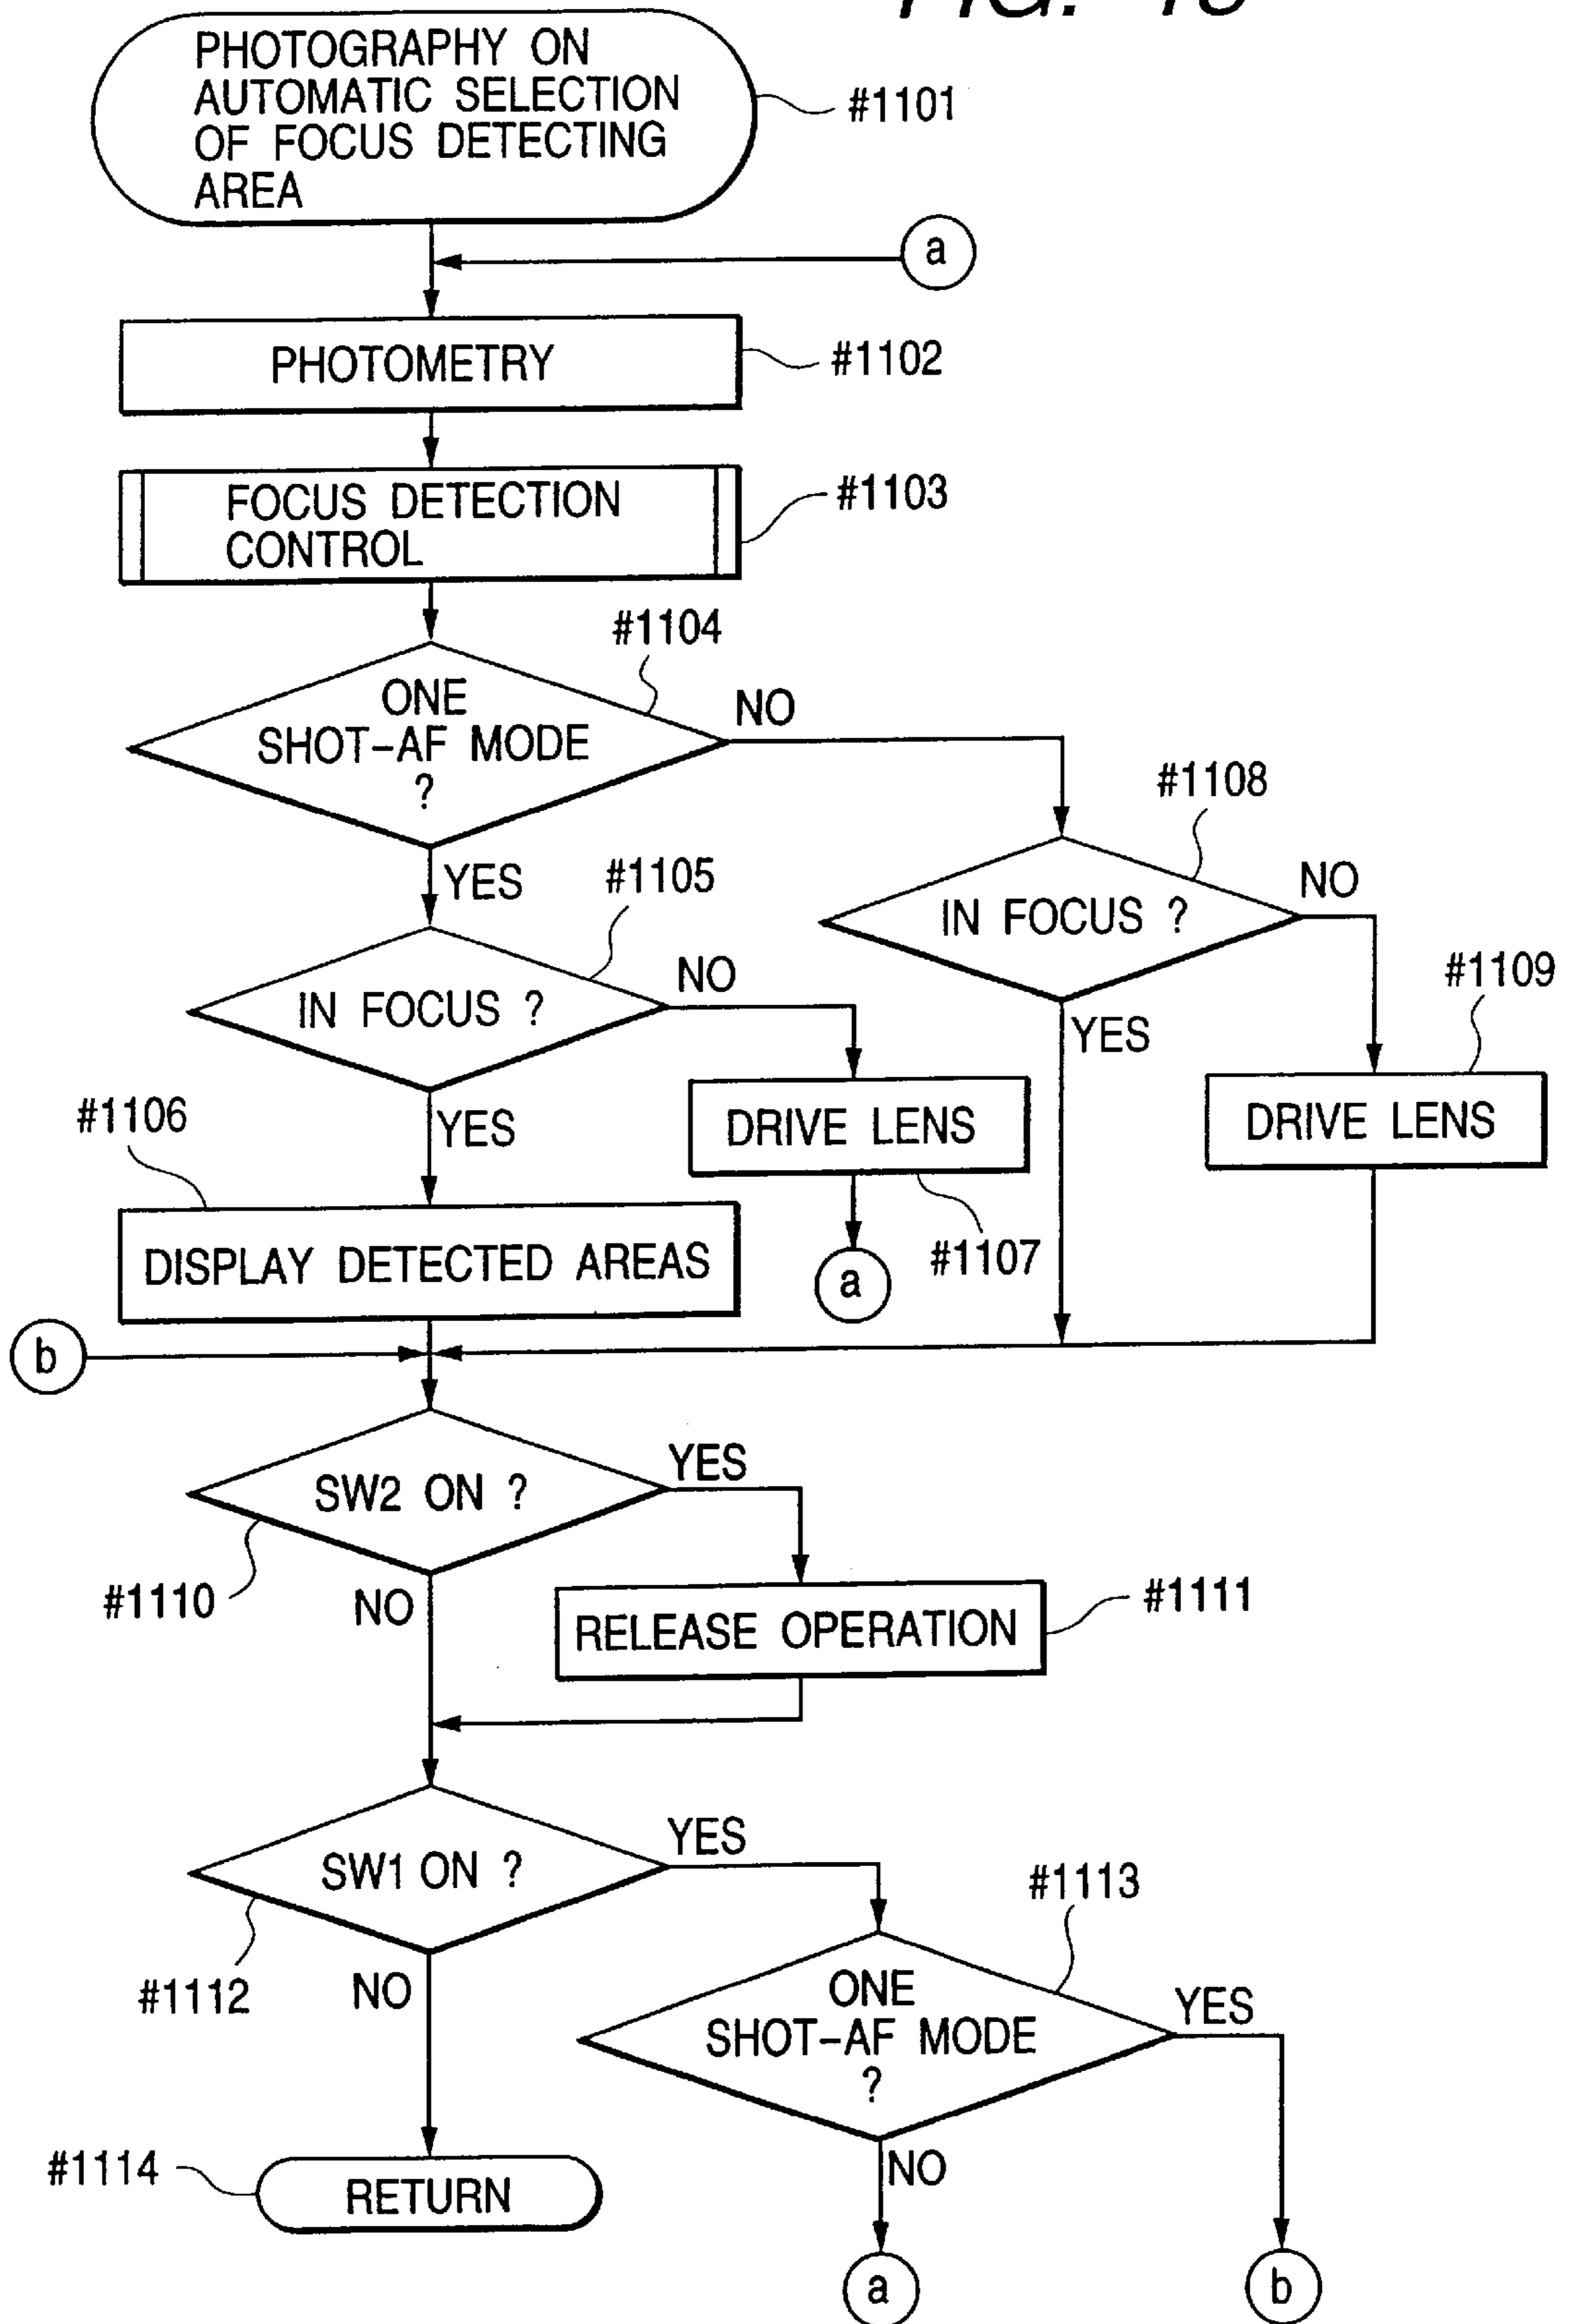 PHOTOGRAPHY ON
AUTOMATIC SELECTION
OF FOCUS DETECTING
AREA
#1101
a
PHOTOMETRY
#1102
FOCUS DETECTION
CONTROL
#1103
#1104
ONE
SHOT-AF MODE
?
NO
YES
#1108
IN FOCUS ?
NO
YES
#1105
IN FOCUS ?
NO
YES
#1109
DRIVE LENS
DRIVE LENS
#1107
a
#1106
DISPLAY DETECTED AREAS
b
SW2 ON ?
YES
#1110
NO
RELEASE OPERATION
#1111
SW1 ON ?
YES
#1112
NO
#1113
ONE
SHOT-AF MODE
?
YES
NO
#1114
RETURN
a
b